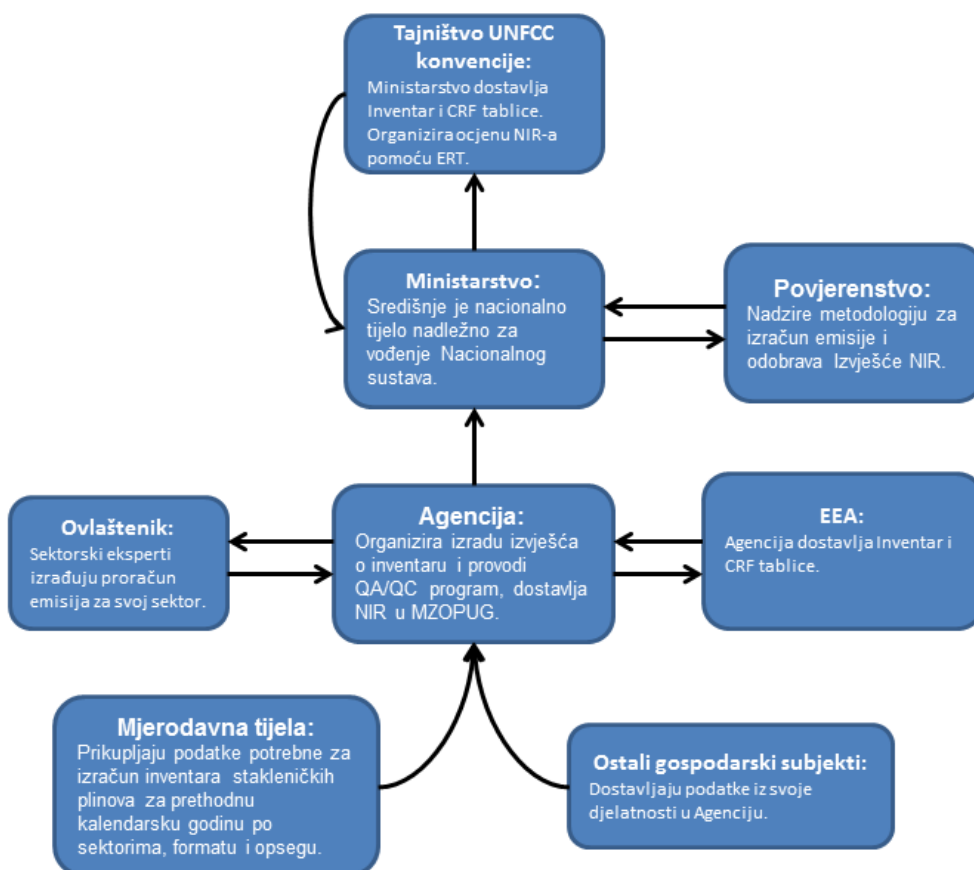 Tajništvo UNFCC
konvencije:
Ministarstvo dostavlja
Inventar i CRF tablice.
Organizira ocjenu NIR-a
pomoću ERT.
Ministarstvo:
Središnje je nacionalno
tijelo nadležno za
vođenje Nacionalnog
sustava.
Povjerenstvo:
Nadzire metodologiju za
izračun emisije i
odobrava Izvješće NIR.
Ovlaštenik:
Sektorski eksperti
izrađuju proračun
emisija za svoj sektor.
Agencija:
Organizira izradu izvješća
o inventaru i provodi
QA/QC program, dostavlja
NIR u MZOPUG.
EEA:
Agencija dostavlja Inventar i
CRF tablice.
Mjerodavna tijela:
Prikupljaju podatke potrebne za
izračun inventara stakleničkih
plinova za prethodnu
kalendarsku godinu po
sektorima, formatu i opsegu.
Ostali gospodarski subjekti:
Dostavljaju podatke iz svoje
djelatnosti u Agenciju.